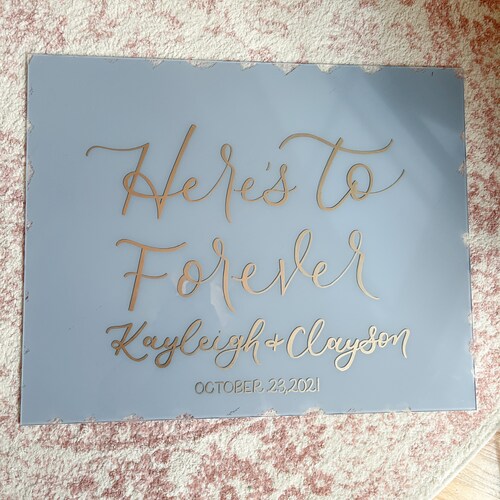 Here's to
Forever
Kayleigh + Clayson
OCTOBER 23, 2021